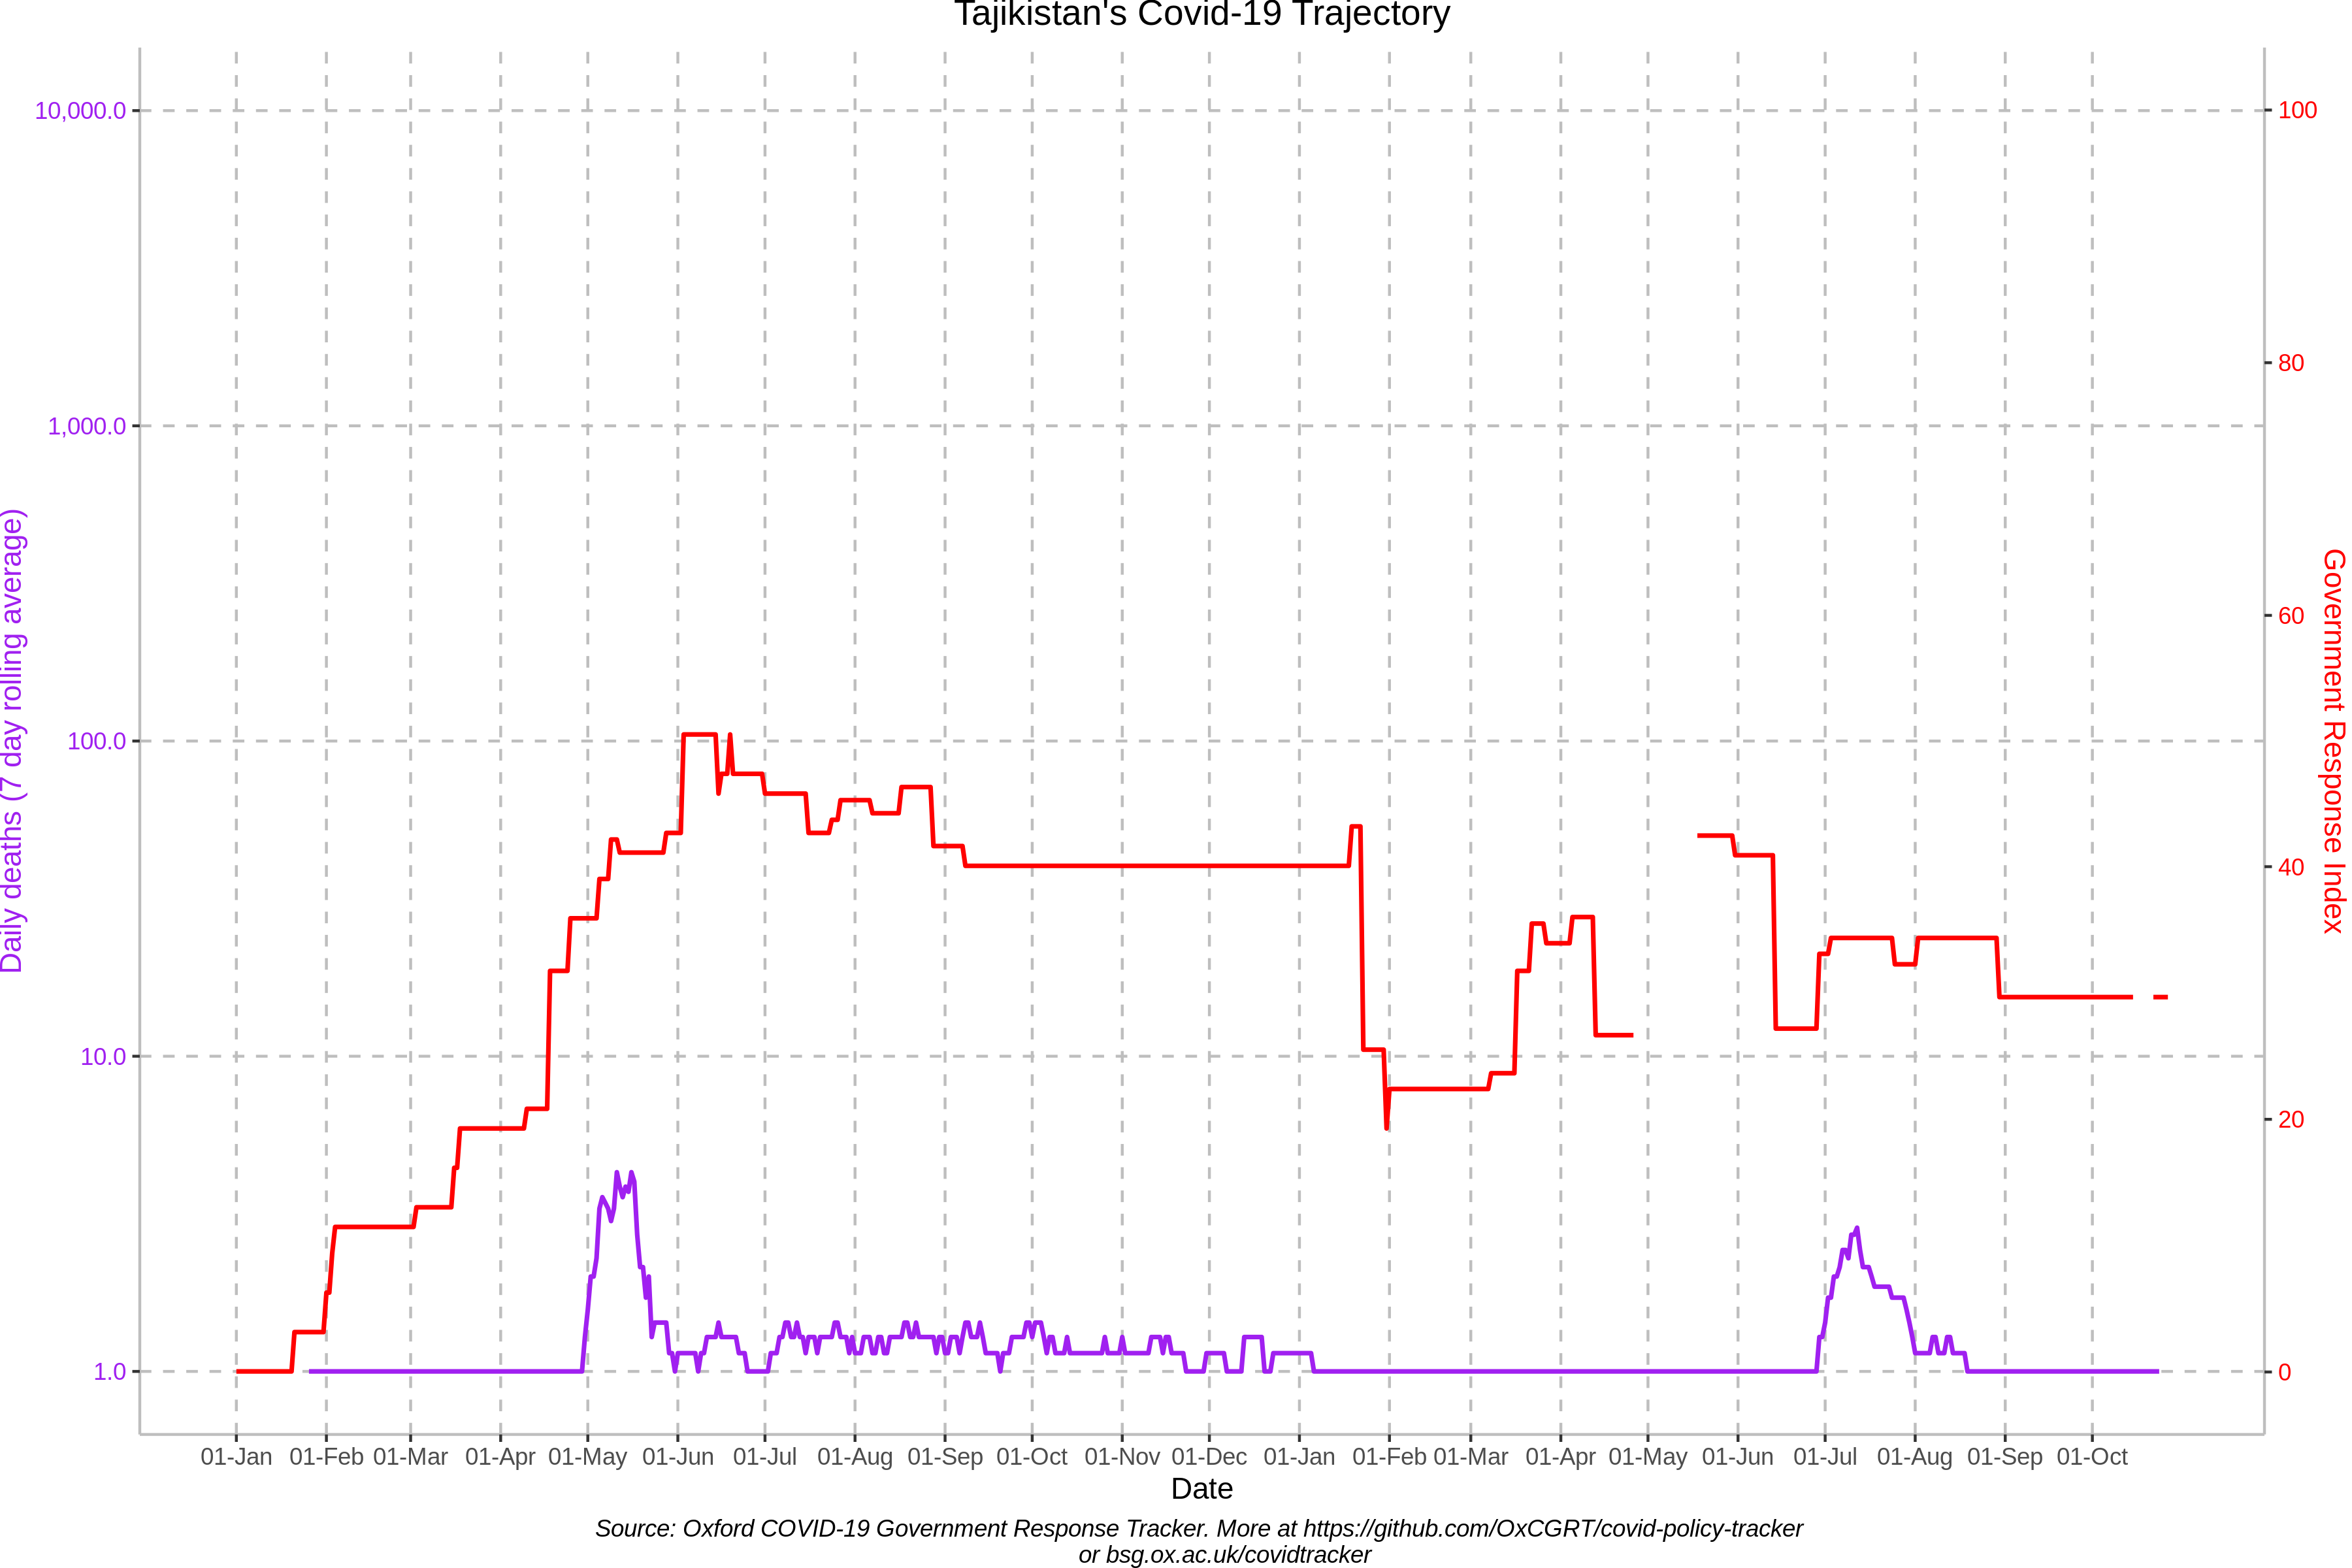 Tajikistan's Covid-19 Trajectory
10,000.0
1,000.0
100.0
10.0
1.0
Daily deaths (7 day rolling average)
100
80
60
40
20
0
Government Response Index
01-Jan 01-Feb 01-Mar 01-Apr 01-May 01-Jun 01-Jul 01-Aug 01-Sep 01-Oct 01-Nov 01-Dec 01-Jan 01-Feb 01-Mar 01-Apr 01-May 01-Jun 01-Jul 01-Aug 01-Sep 01-Oct
Date
Source: Oxford COVID-19 Government Response Tracker. More at https://github.com/OxCGRT/covid-policy-tracker
or bsg.ox.ac.uk/covidtracker